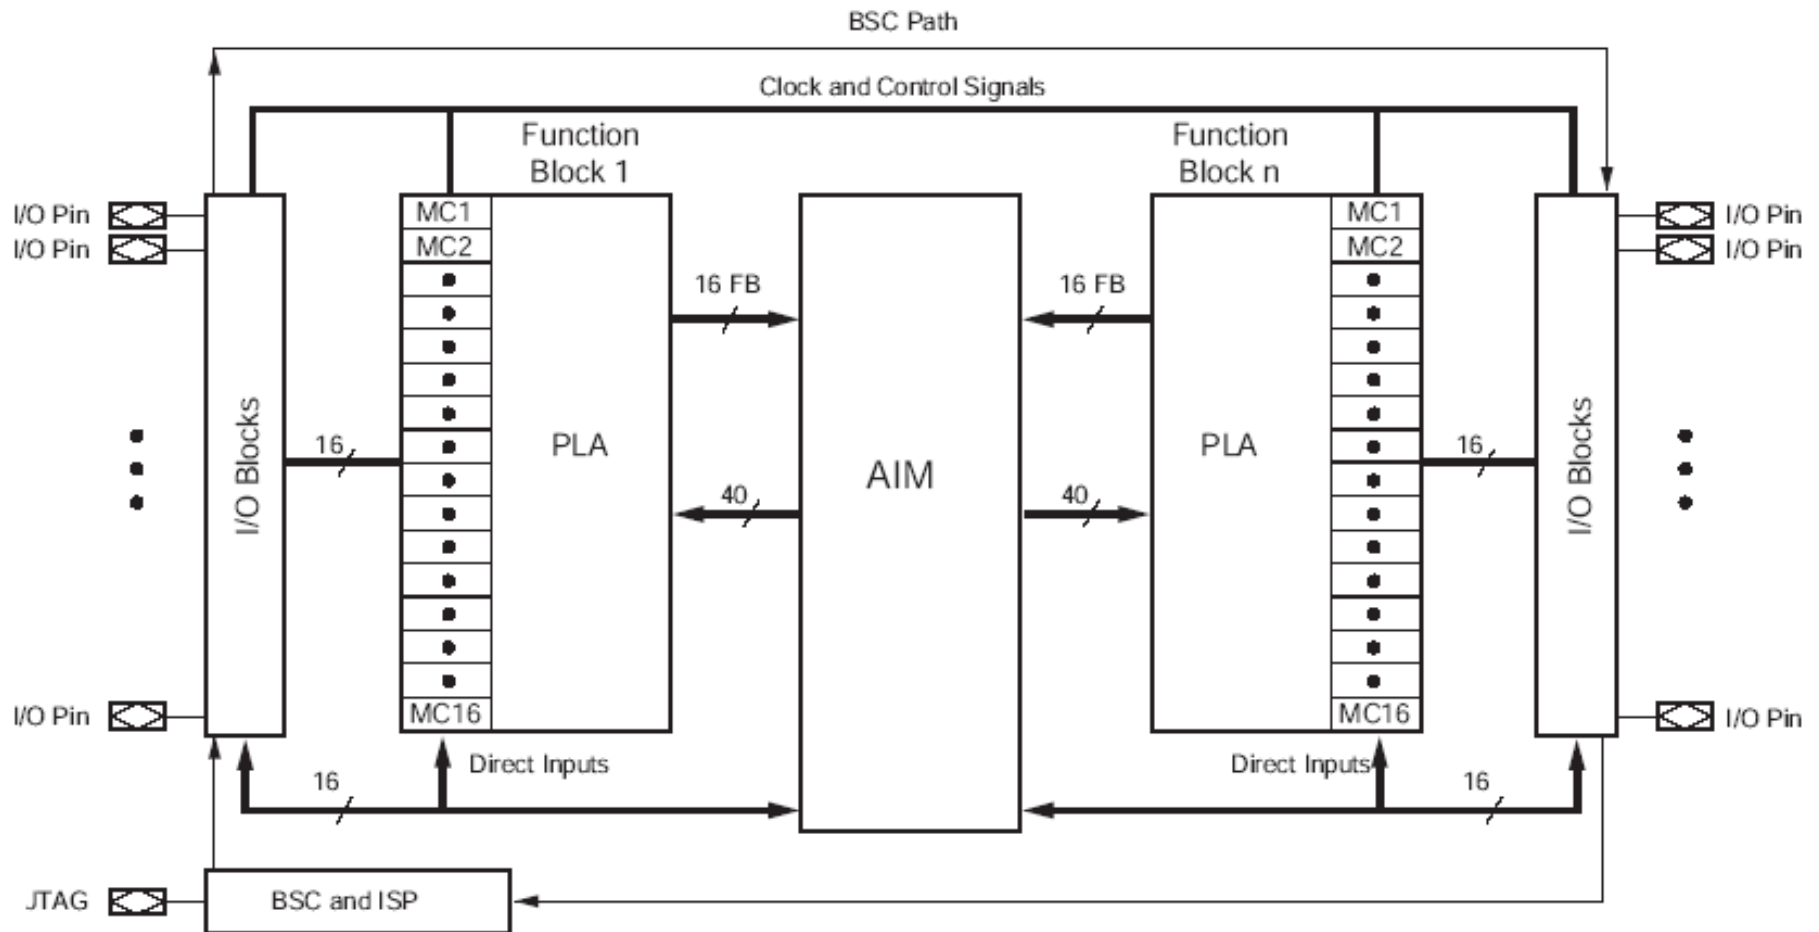 BSC Path
Clock and Control Signals
Function
Block 1
Function
Block n
I/O Pin
I/O Pin
I/O Pin
I/O Blocks
16
MC1
MC2
MC16
PLA
16 FB
40
AIM
16 FB
40
PLA
MC1
MC2
MC16
16
I/O Blocks
I/O Pin
I/O Pin
I/O Pin
Direct Inputs
16
Direct Inputs
16
JTAG
BSC and ISP